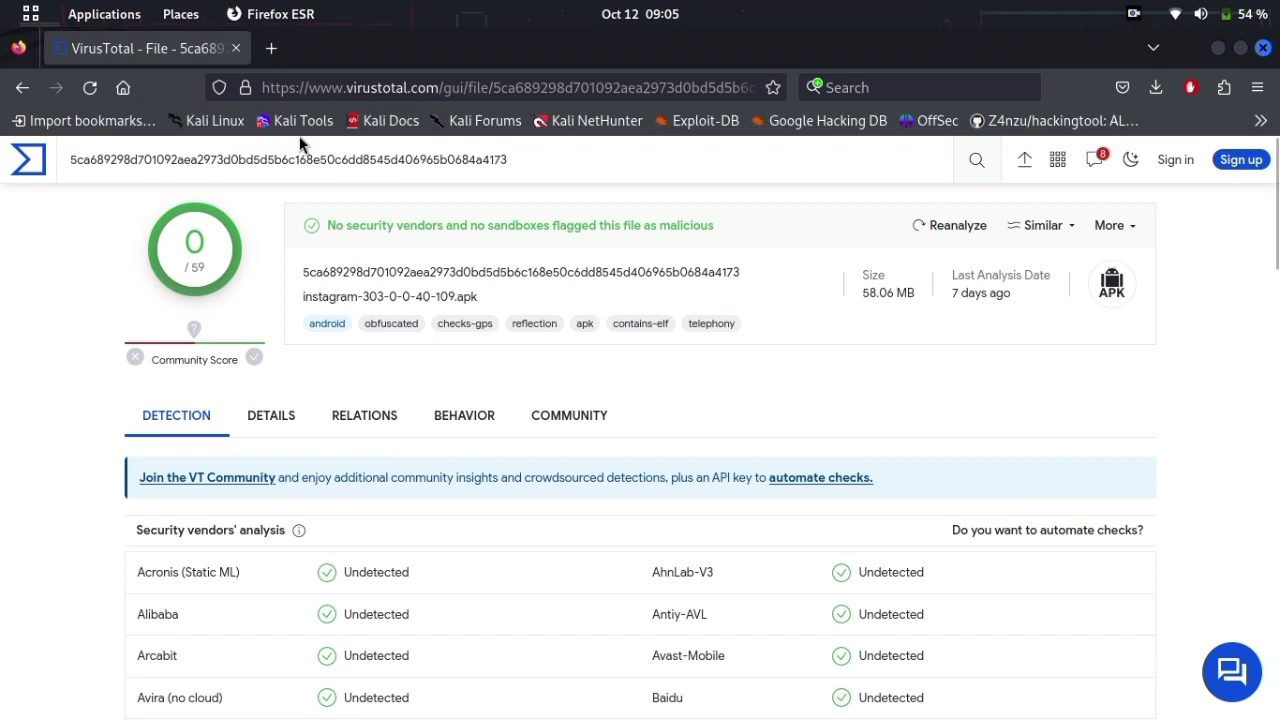 Applications Places Firefox ESR Oct 12 09:05 54 %
VirusTotal - File - 5ca689
https://www.virustotal.com/gui/file/5ca689298d701092aea2973d0bd5d5b6c Search
Import bookmarks... Kali Linux Kali Tools Kali Docs Kali Forums Kali NetHunter Exploit-DB Google Hacking DB OffSec Z4nzu/hackingtool: AL...
5ca689298d701092aea2973d0bd5d5b6c168e50c6dd8545d406965b0684a4173 8 Sign in Sign up
0
/ 59
Community Score
No security vendors and no sandboxes flagged this file as malicious Reanalyze Similar More
5ca689298d701092aea2973d0bd5d5b6c168e50c6dd8545d406965b0684a4173
instagram-303-0-0-40-109.apk
Size
58.06 MB
Last Analysis Date
7 days ago
APK
android obfuscated checks-gps reflection apk contains-elf telephony
DETECTION DETAILS RELATIONS BEHAVIOR COMMUNITY
Join the VT Community and enjoy additional community insights and crowdsourced detections, plus an API key to automate checks.
Security vendors' analysis Do you want to automate checks?
Acronis (Static ML) Undetected AhnLab-V3 Undetected
Alibaba Undetected Antiy-AVL Undetected
Arcabit Undetected Avast-Mobile Undetected
Avira (no cloud) Undetected Baidu Undetected